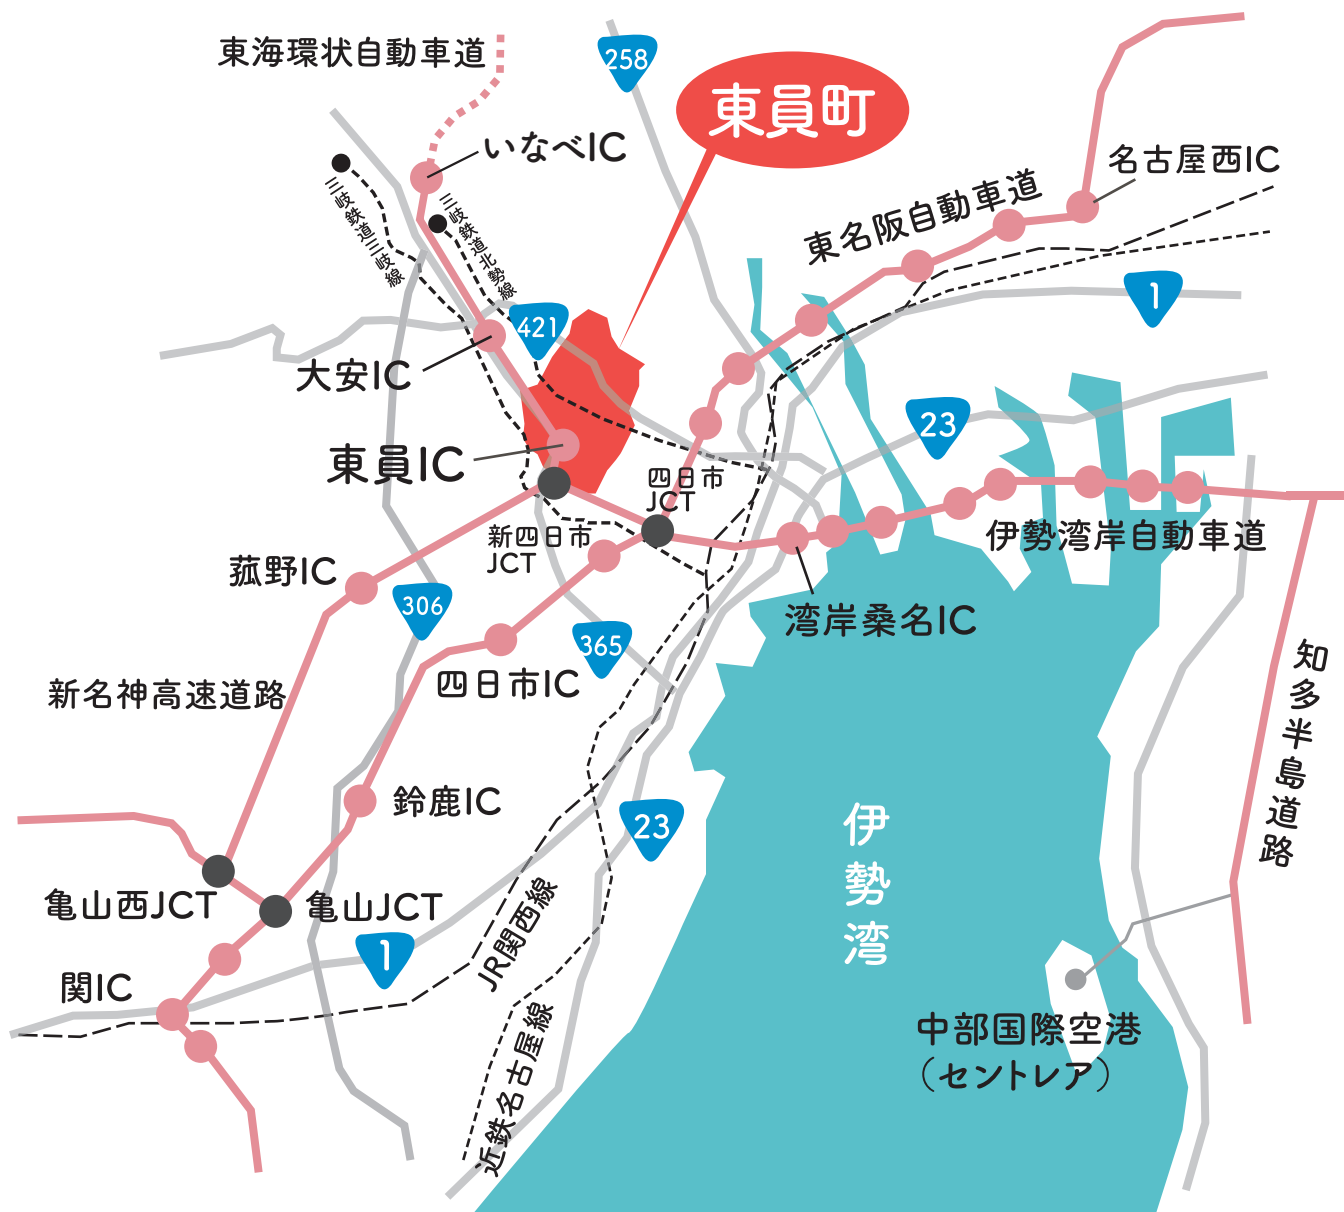 東海環状自動車道
258
東員町
いなべIC
名古屋西IC
三岐鉄道三岐線
三岐鉄道北勢線
東名阪自動車道
1
421
大安IC
23
東員IC
四日市
JCT
新四日市
JCT
伊勢湾岸自動車道
菰野IC
306
湾岸桑名IC
365
四日市IC
新名神高速道路
知多半島道路
鈴鹿IC
23
伊勢湾
亀山西JCT
亀山JCT
1
JR関西線
関IC
近鉄名古屋線
中部国際空港
（セントレア）